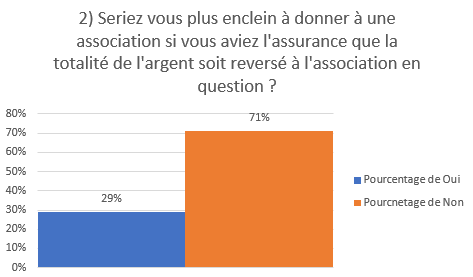 2) Seriez vous plus enclein à donner à une
association si vous aviez l'assurance que la
totalité de l'argent soit reversé à l'association en
question ?
80%
70%
60%
50%
40%
30%
20%
10%
0%
29%
71%
Pourcentage de Oui
Pourcnetage de Non